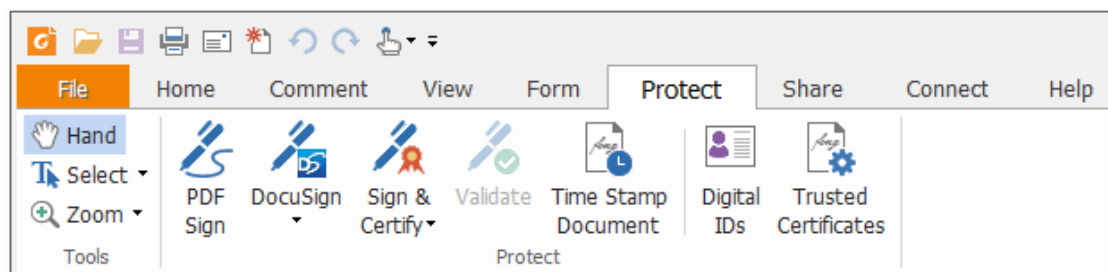 File Home Comment View Form Protect Share Connect Help
Hand
Select
Zoom
Tools
PDF
Sign
DocuSign
Sign &
Certify
Validate
Time Stamp
Document
Digital
IDs
Trusted
Certificates
Protect